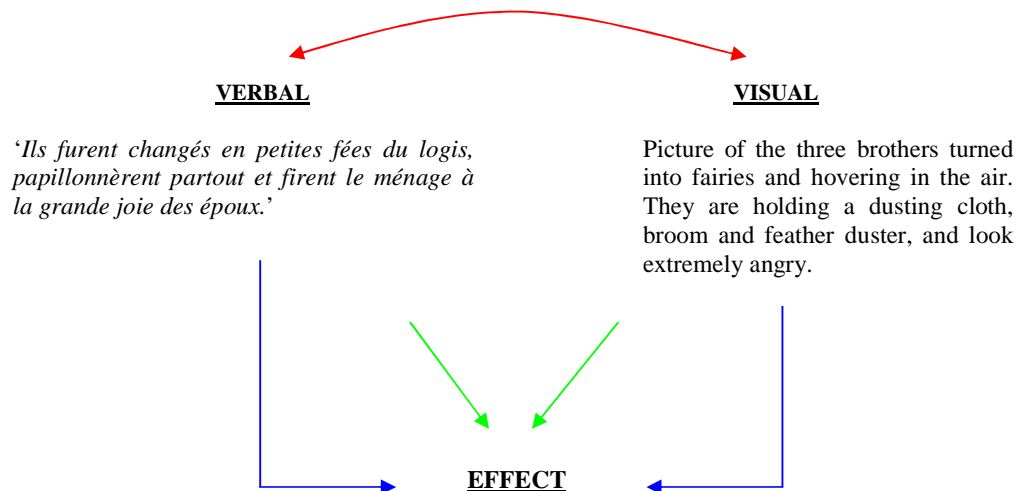 VERBAL
‘Ils furent changés en petites fées du logis,
papillonnèrent partout et firent le ménage à
la grande joie des époux.’
VISUAL
Picture of the three brothers turned
into fairies and hovering in the air.
They are holding a dusting cloth,
broom and feather duster, and look
extremely angry.
EFFECT